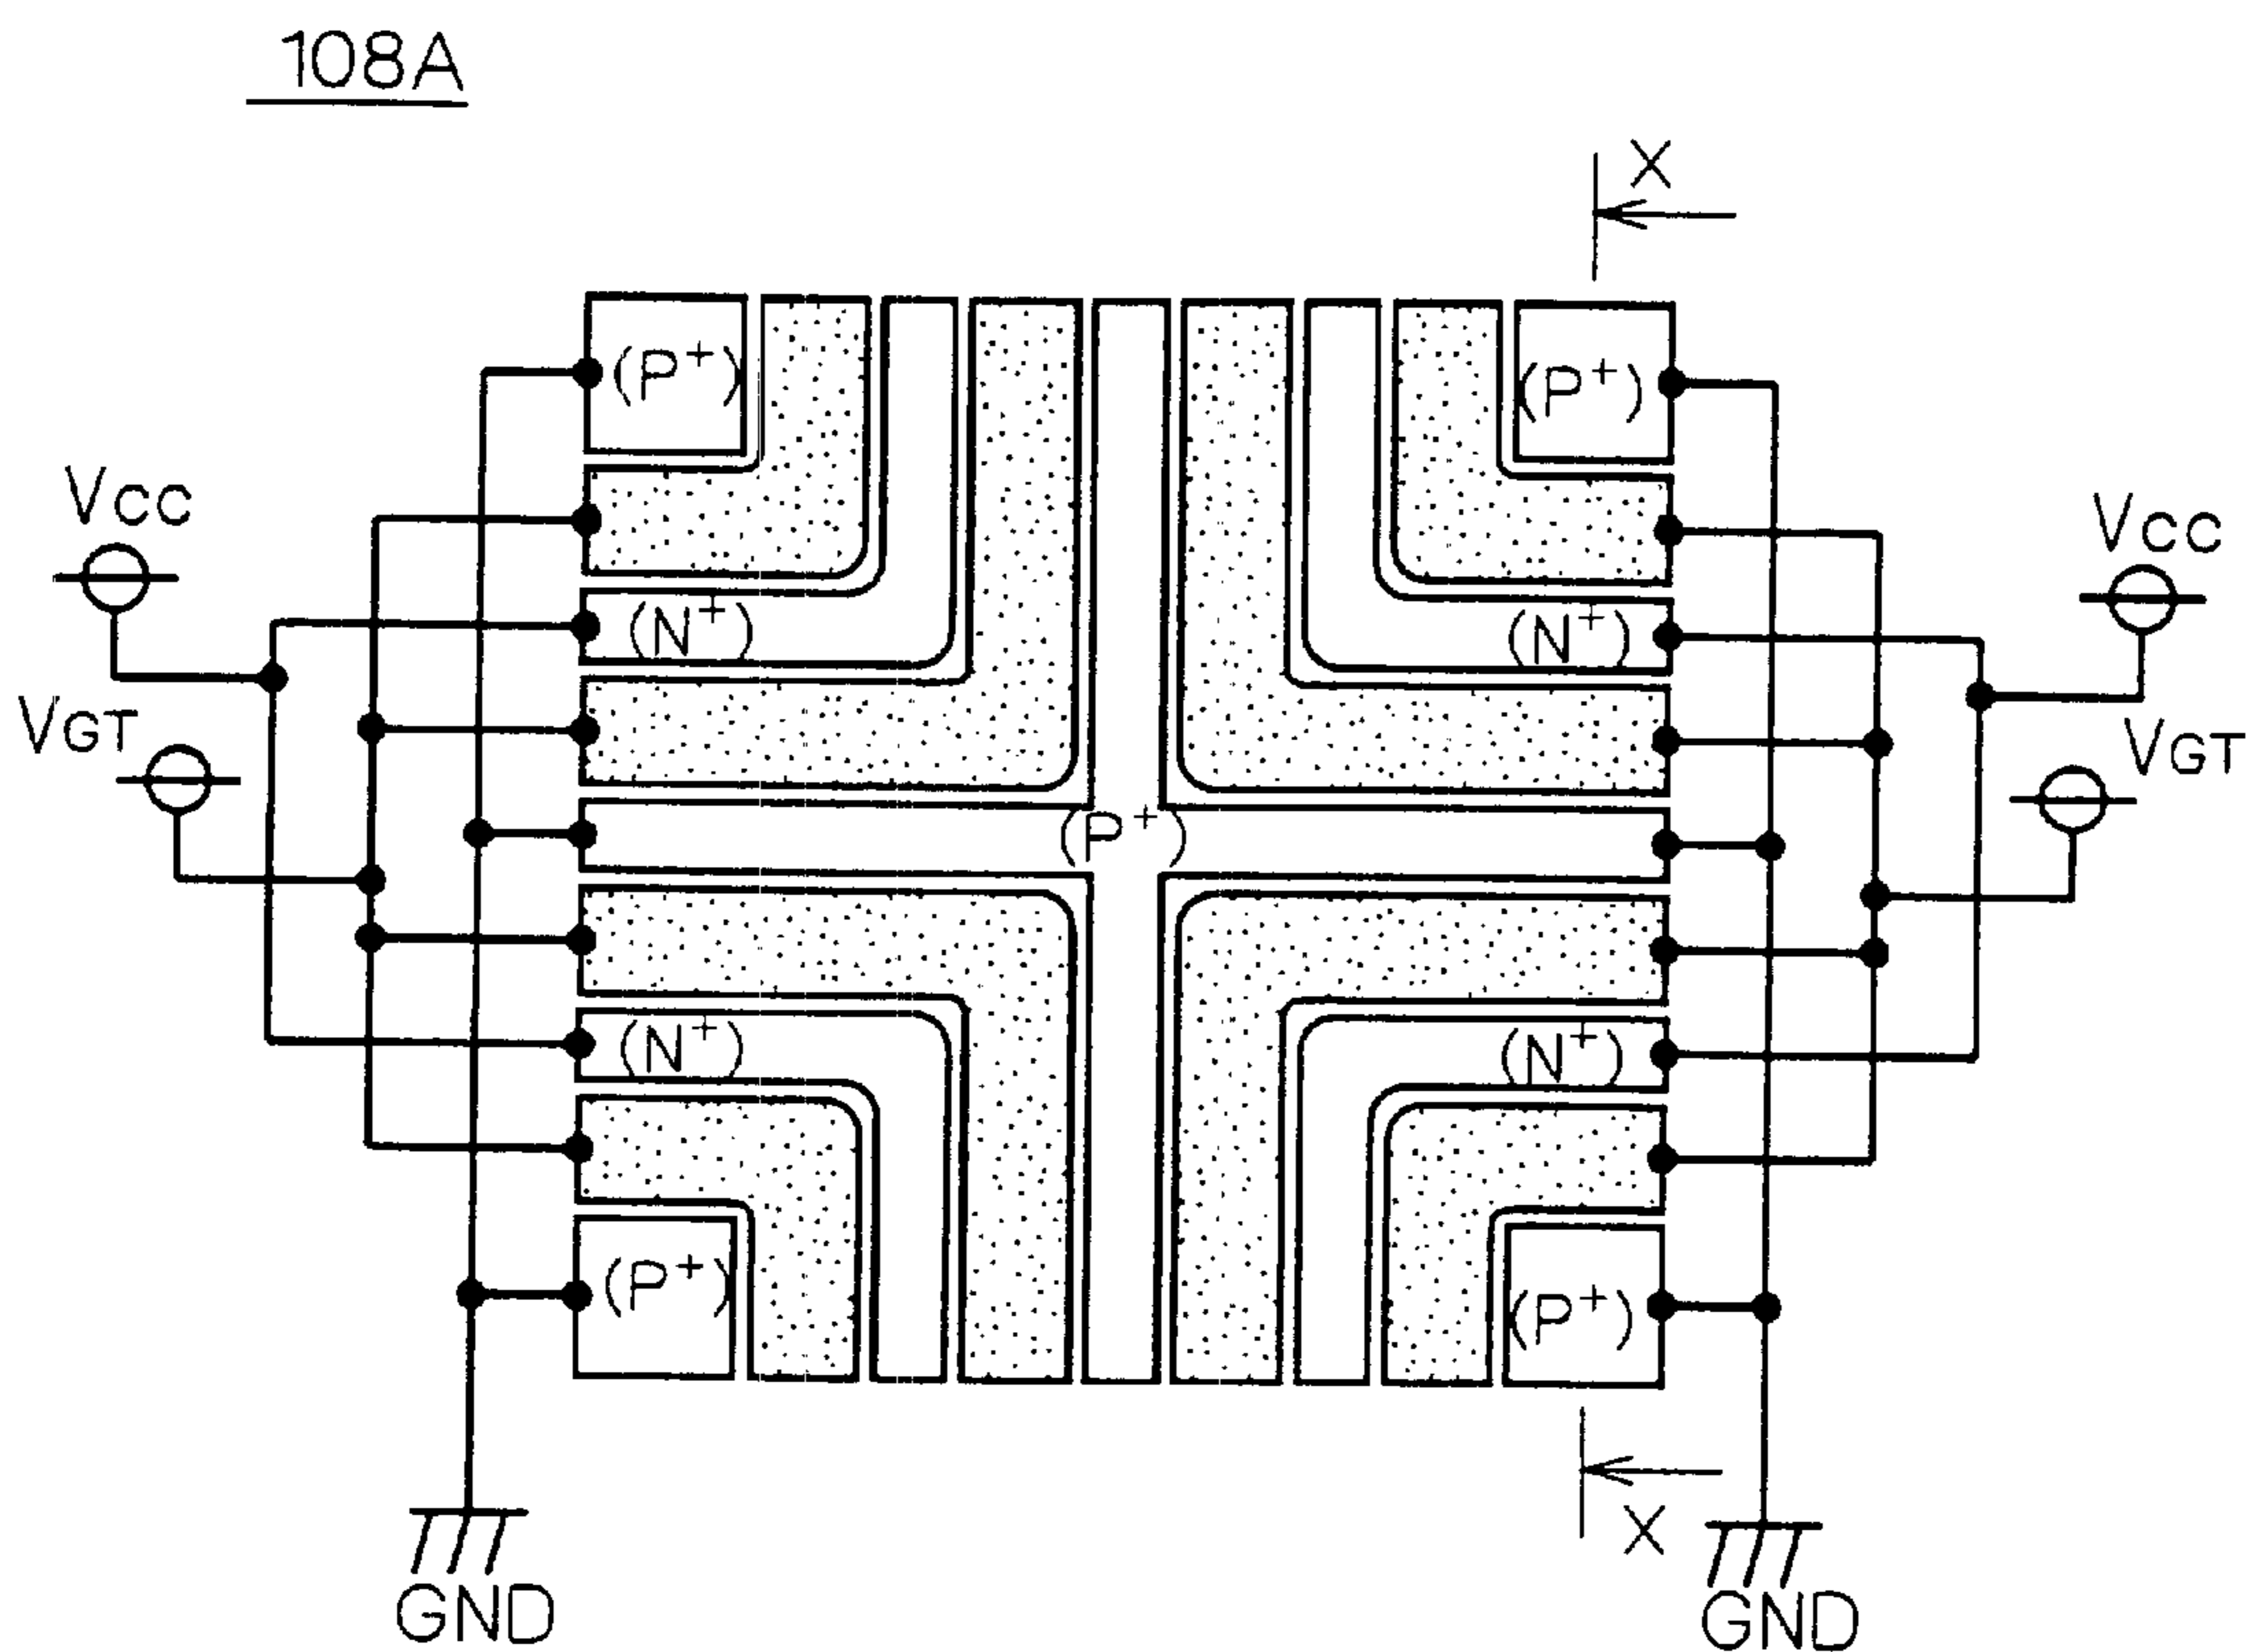 108A
X
(P+) (P+)
VCC VCC
(N+) (N+)
VGT VGT
(P+)
(N+) (N+)
(P+) (P+)
X
GND GND